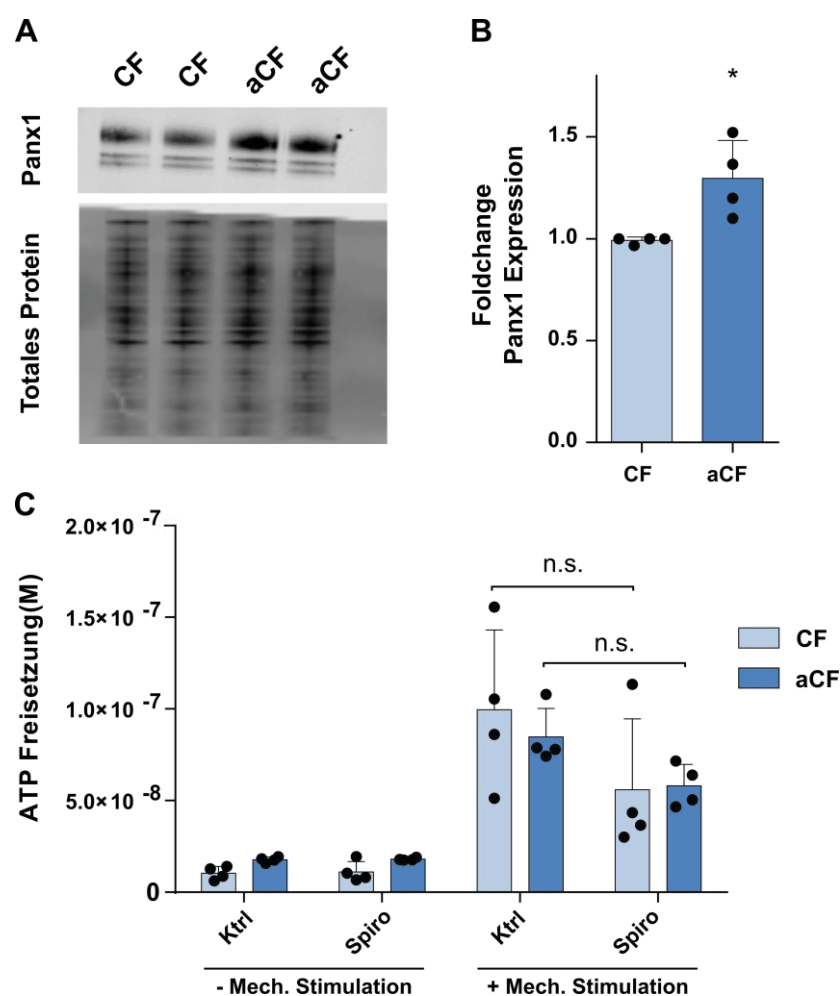 A
CF CF aCF aCF
Panx1
Totales Protein
B
*
Foldchange
Panx1 Expression
1.5
1.0
0.5
0.0
CF aCF
C
ATP Freisetzung(M)
2.0×10 -7
1.5×10 -7
1.0×10 -7
5.0×10 -8
0
n.s.
n.s.
CF
aCF
Ktrl Spiro Ktrl Spiro
- Mech. Stimulation + Mech. Stimulation